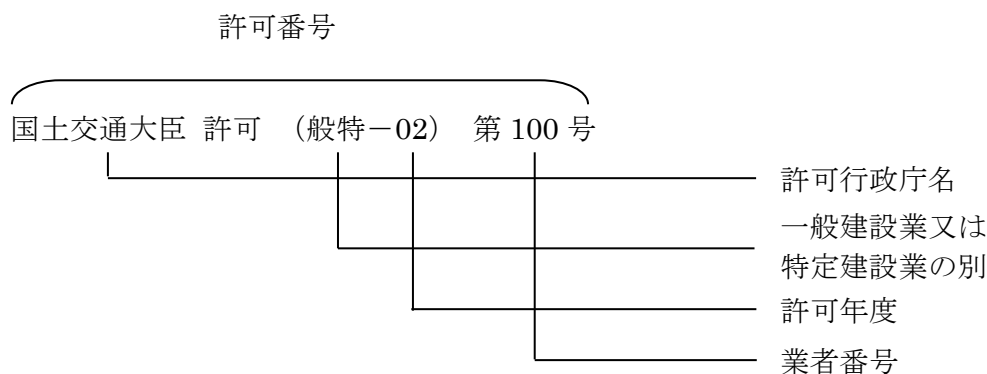 許可番号
国土交通大臣 許可 (般特-02) 第 100 号
許可行政庁名
一般建設業又は
特定建設業の別
許可年度
業者番号